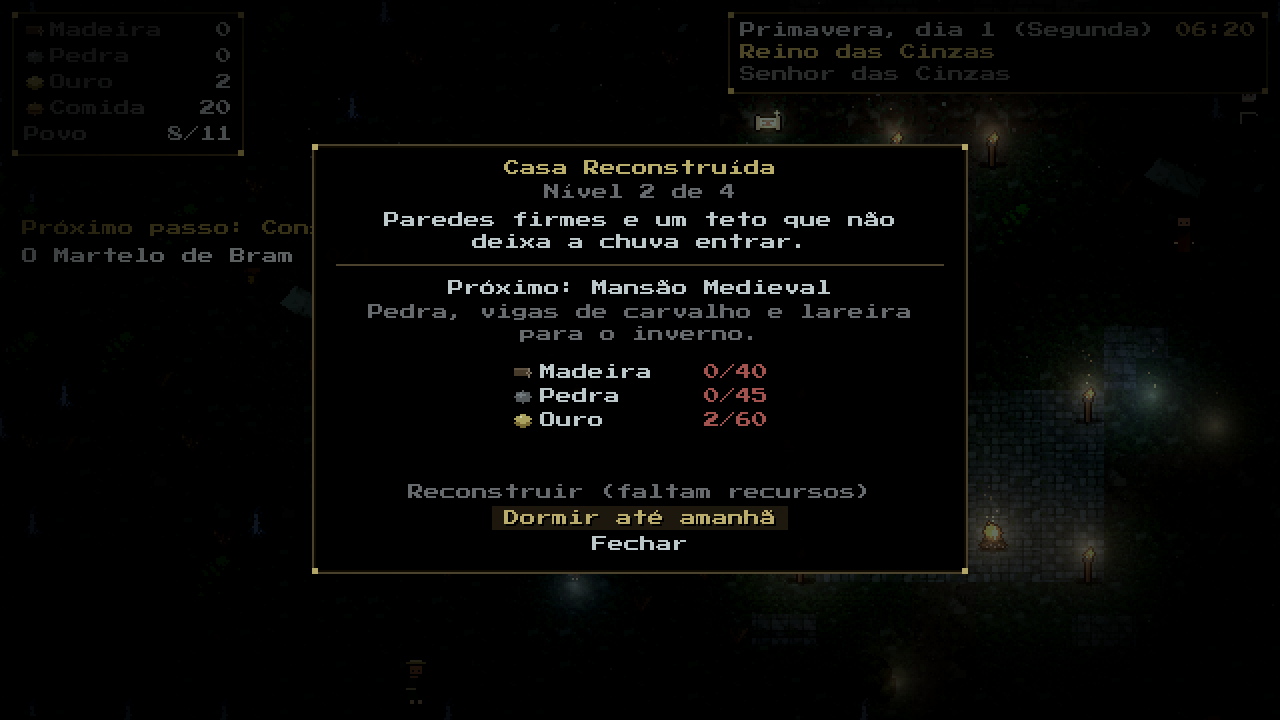 Madeira 0
Pedra 0
Ouro 2
Comida 20
Povo 8/11
Primavera, dia 1 (Segunda) 06:20
Reino das Cinzas
Senhor das Cinzas
Próximo passo:
O Martelo de Bram
Casa Reconstruída
Nível 2 de 4
Paredes firmes e um teto que não
deixa a chuva entrar.
Próximo: Mansão Medieval
Pedra, vigas de carvalho e lareira
para o inverno.
Madeira 0/40
Pedra 0/45
Ouro 2/60
Reconstruir (faltam recursos)
Dormir até amanhã
Fechar